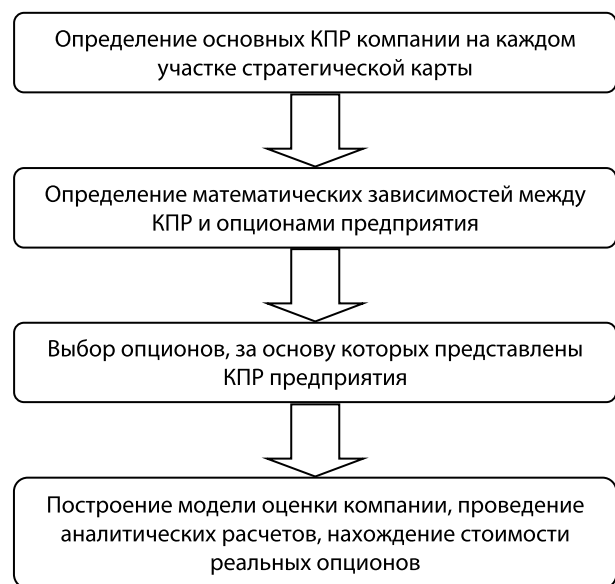 Определение основных КПР компании на каждом
участке стратегической карты
Определение математических зависимостей между
КПР и опционами предприятия
Выбор опционов, за основу которых представлены
КПР предприятия
Построение модели оценки компании, проведение
аналитических расчетов, нахождение стоимости
реальных опционов